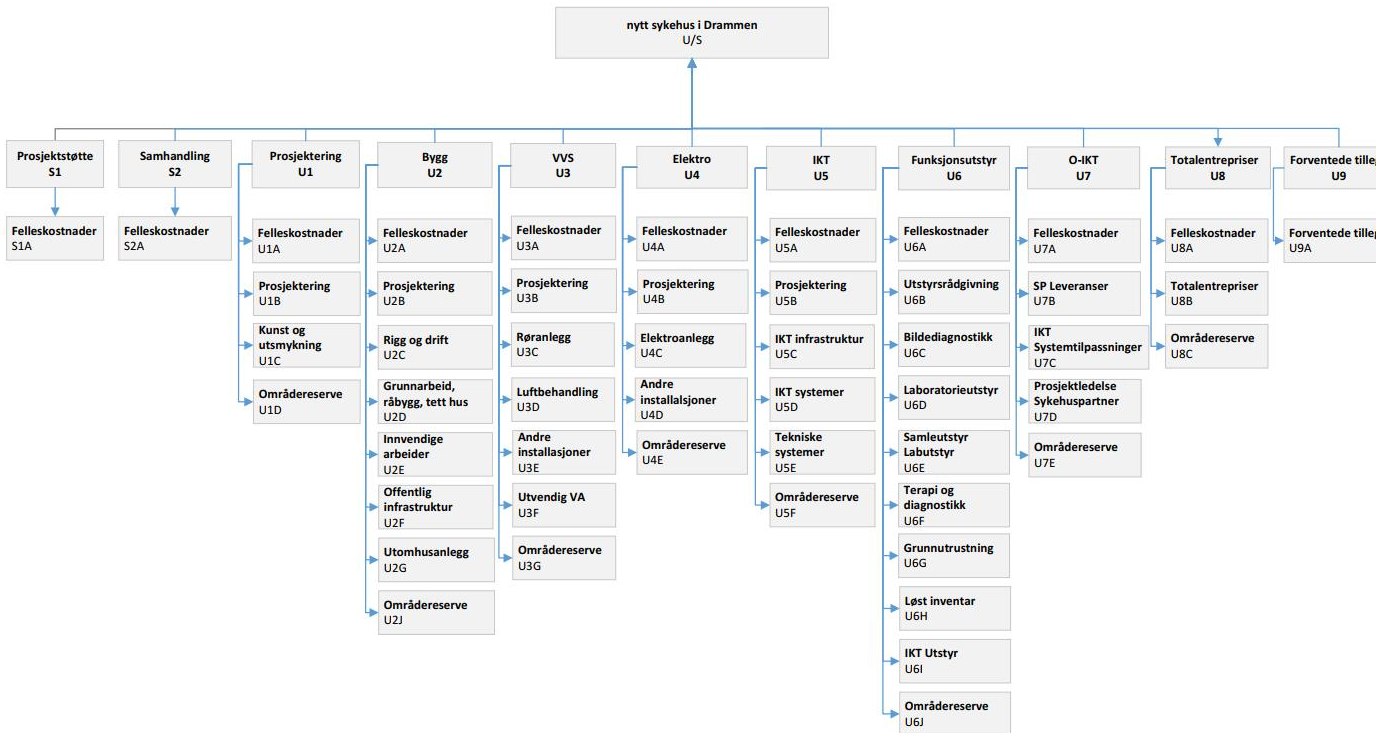 nytt sykehus i Drammen
U/S
Prosjektstøtte
S1
Felleskostnader
S1A
Samhandling
S2
Felleskostnader
S2A
Prosjektering
U1
Felleskostnader
U1A
Prosjektering
U1B
Kunst og
utsmykning
U1C
Områdereserve
U1D
Bygg
U2
Felleskostnader
U2A
Prosjektering
U2B
Rigg og drift
U2C
Grunnarbeid,
råbygg, tett hus
U2D
Innvendige
arbeider
U2E
Offentlig
infrastruktur
U2F
Utomhusanlegg
U2G
Områdereserve
U2J
VVS
U3
Felleskostnader
U3A
Prosjektering
U3B
Røranlegg
U3C
Luftbehandling
U3D
Andre
installasjoner
U3E
Utvendig VA
U3F
Områdereserve
U3G
Elektro
U4
Felleskostnader
U4A
Prosjektering
U4B
Elektroanlegg
U4C
Andre
installalsjoner
U4D
Områdereserve
U4E
IKT
U5
Felleskostnader
U5A
Prosjektering
U5B
IKT infrastruktur
U5C
IKT systemer
U5D
Tekniske
systemer
U5E
Områdereserve
U5F
Funksjonsutyr
U6
Felleskostnader
U6A
Utstyrsrådgivning
U6B
Bildediagnostikk
U6C
Laboratorieutyr
U6D
Samleutstyr
Labutstyr
U6E
Terapi og
diagnostikk
U6F
Grunnutrustning
U6G
Løst inventar
U6H
IKT Utstyr
U6I
Områdereserve
U6J
O-IKT
U7
Felleskostnader
U7A
SP Leveranser
U7B
IKT
Systemtilpassninger
U7C
Prosjektledelse
Sykehuspartner
U7D
Områdereserve
U7E
Totalentrepriser
U8
Felleskostnader
U8A
Totalentrepriser
U8B
Områdereserve
U8C
Forventede
U9
Forventede
U9A